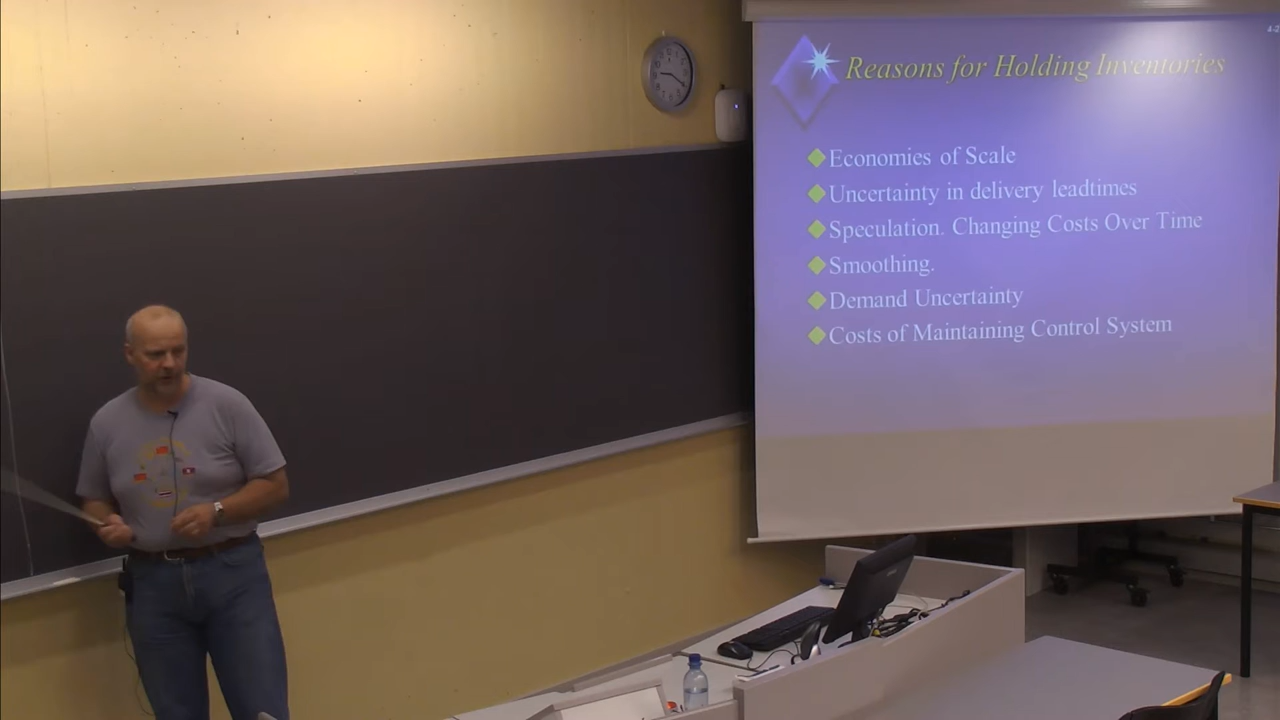 Reasons for Holding Inventories
Economies of Scale
Uncertainty in delivery leadtimes
Speculation. Changing Costs Over Time
Smoothing.
Demand Uncertainty
Costs of Maintaining Control System